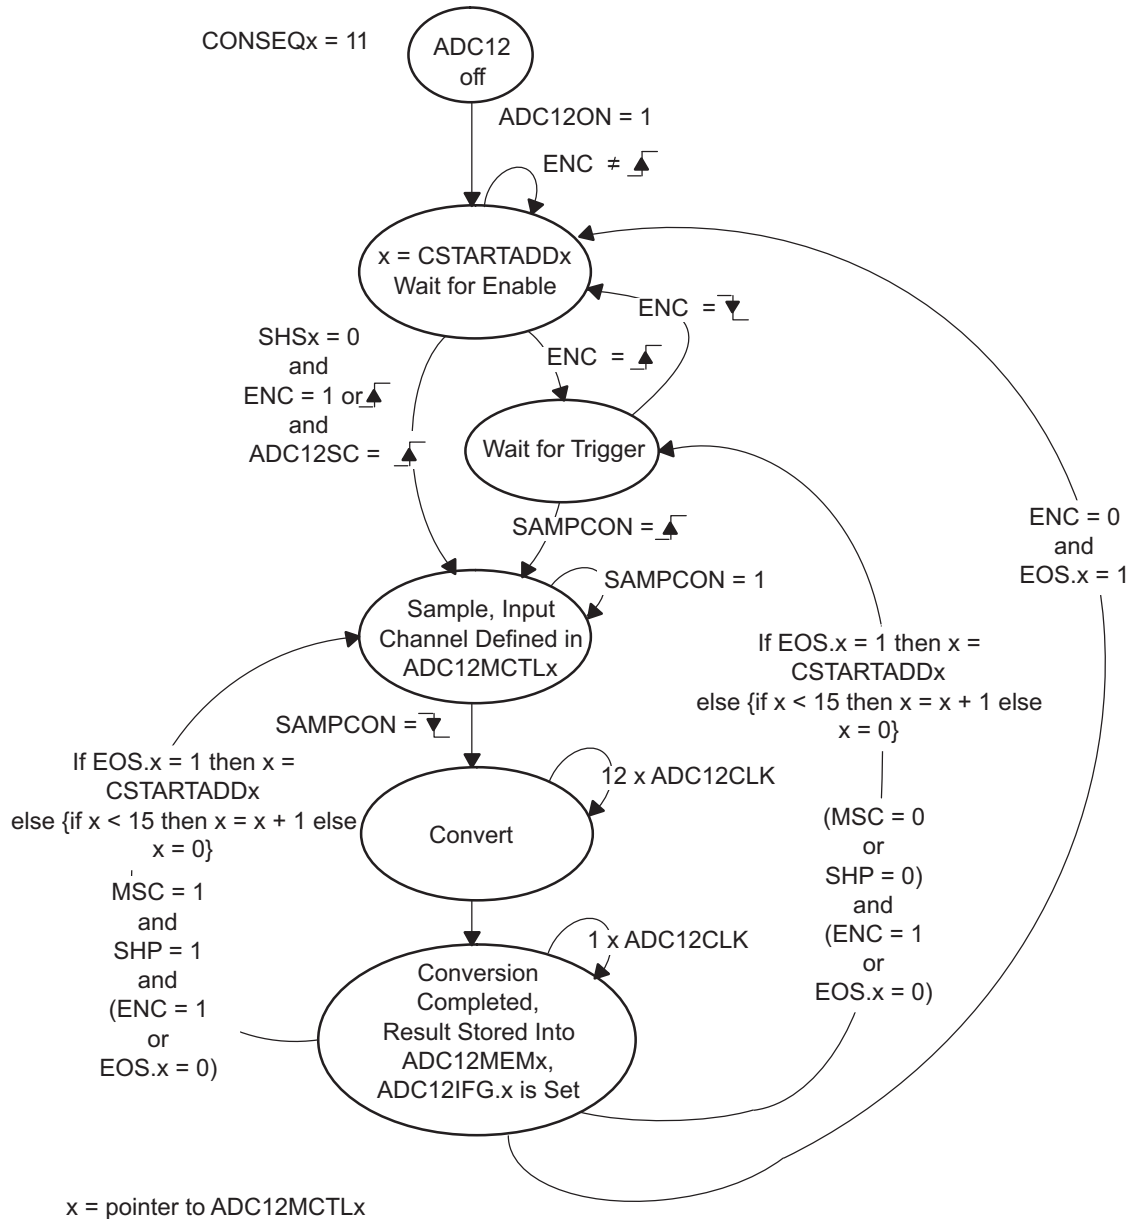 CONSEQx = 11
ADC12
off
ADC12ON = 1
ENC ≠
x = CSTARTADDx
Wait for Enable
ENC =
SHSx = 0
and
ENC = 1 or
and
ADC12SC =
ENC =
Wait for Trigger
SAMPCON =
ENC = 0
and
EOS.x = 1
SAMPCON = 1
Sample, Input
Channel Defined in
ADC12MCTLx
If EOS.x = 1 then x =
CSTARTADDx
else {if x < 15 then x = x + 1 else
x = 0}
SAMPCON =
If EOS.x = 1 then x =
CSTARTADDx
else {if x < 15 then x = x + 1 else
x = 0}
12 x ADC12CLK
Convert
(MSC = 0
or
SHP = 0)
and
(ENC = 1
or
EOS.x = 0)
MSC = 1
and
SHP = 1
and
(ENC = 1
or
EOS.x = 0)
1 x ADC12CLK
Conversion
Completed,
Result Stored Into
ADC12MEMx,
ADC12IFG.x is Set
x = pointer to ADC12MCTLx